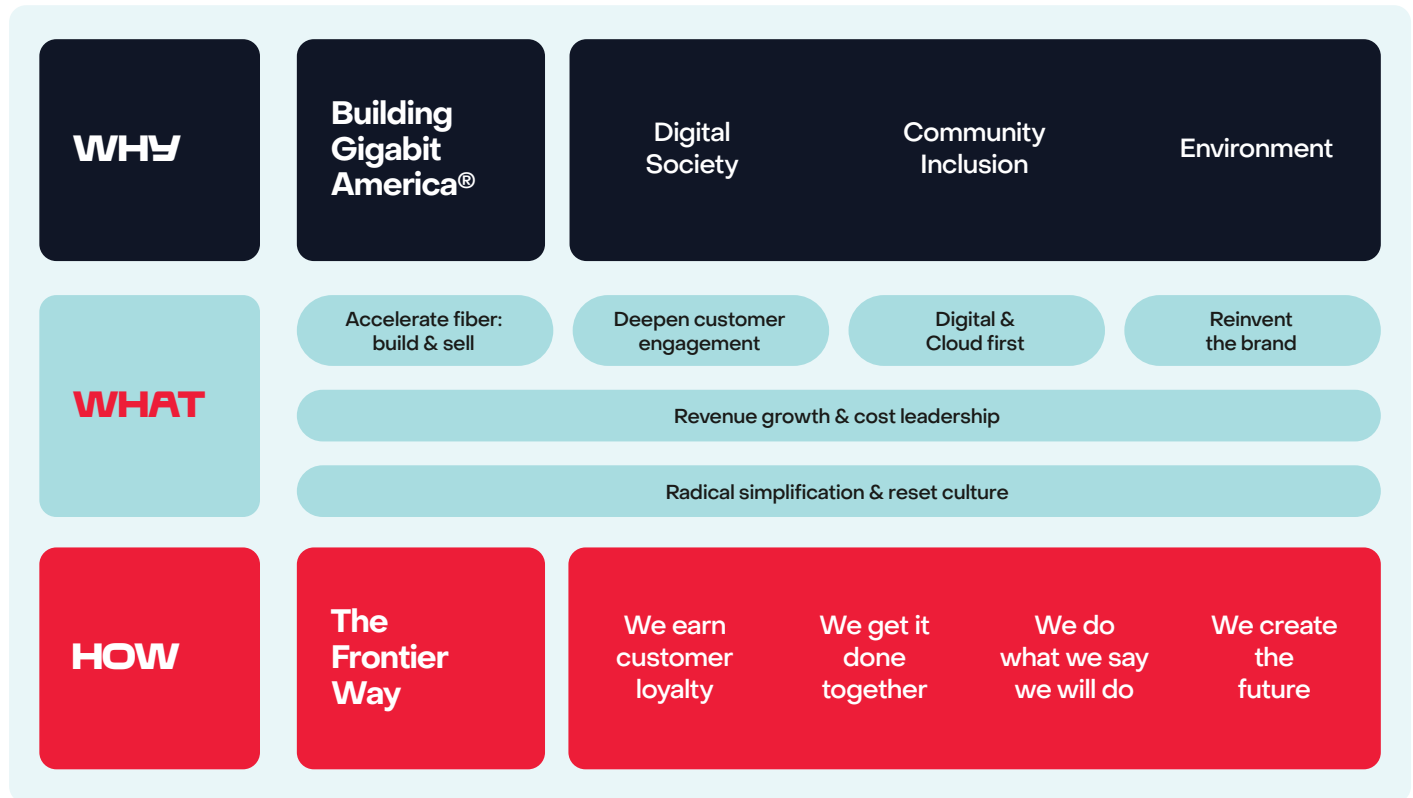 WHY
Building
Gigabit
America®
Digital
Society
Community
Inclusion
Environment
WHAT
Accelerate fiber:
build & sell
Deepen customer
engagement
Digital &
Cloud first
Reinvent
the brand
Revenue growth & cost leadership
Radical simplification & reset culture
HOW
The
Frontier
Way
We earn
customer
loyalty
We get it
done
together
We do
what we say
we will do
We create
the
future